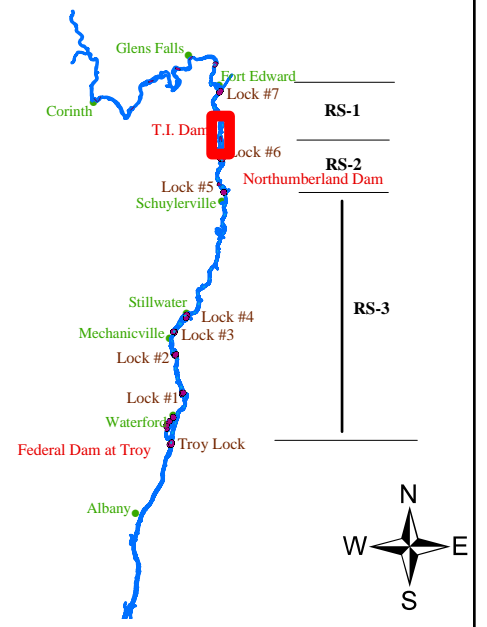 Glens Falls
Fort Edward
Lock #7
Corinth
RS-1
T.I. Dam
Lock #6
RS-2
Northumberland Dam
Lock #5
Schuylerville
Stillwater
Lock #4
RS-3
Mechanicville
Lock #3
Lock #2
Lock #1
Waterford
Federal Dam at Troy
Troy Lock
Albany
N
W
E
S